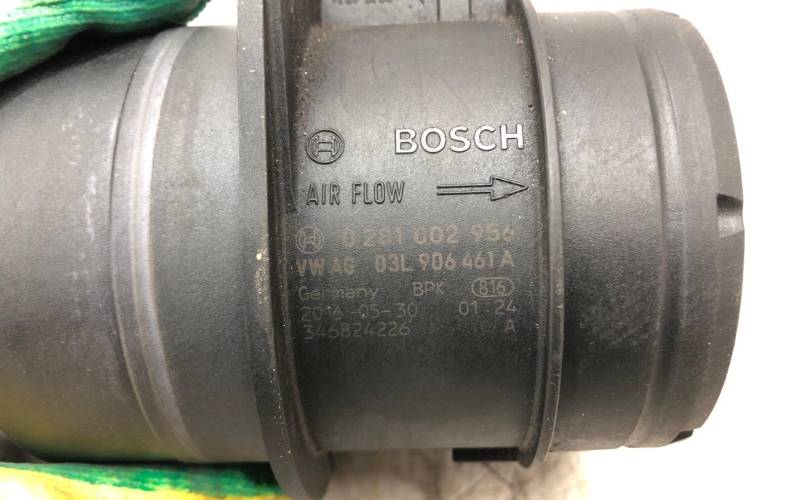 BOSCH
AIR FLOW
0 281 002 956
VW AG 03L 906 461 A
Germany BPK 816
2016-05-30 01:24
346824226 A